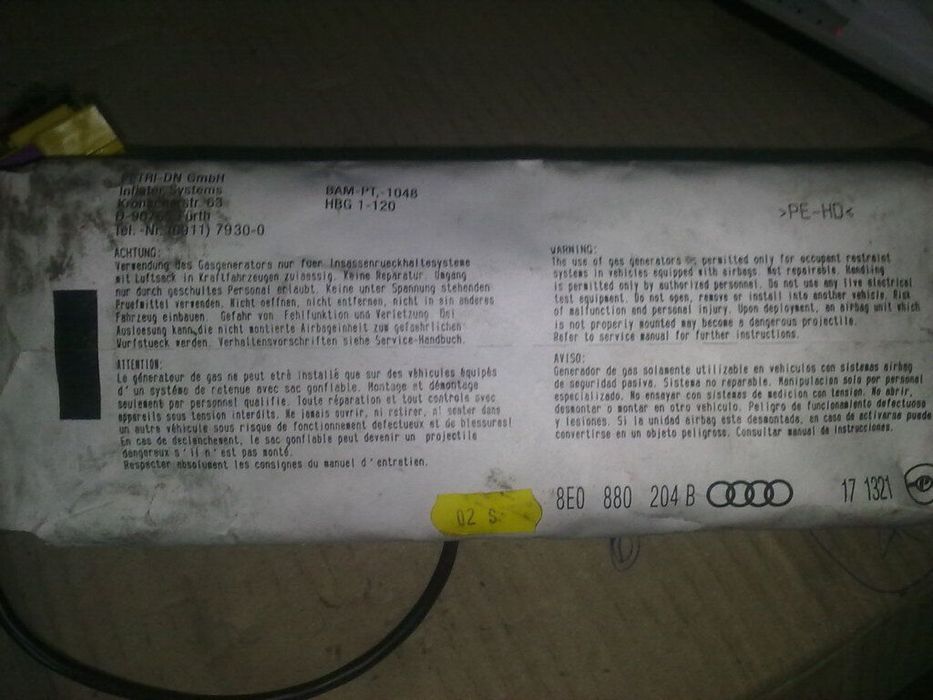 PETRI-DN GmbH
Inflator Systems
Kronacherstr. 63
D-90765 Fürth
Tel. -Nr. (0911) 7930-0
BAM-PT,-1048
HBG 1-120
>PE-HD<
ACHTUNG:
Verwendung des Gasgenerators nur fuer Insassenrueckhaltesysteme
mit Luftsack in Kraftfahrzeugen zulaessig. Keine Reparatur. Umgang
nur durch geschultes Personal erlaubt. Keine unter Spannung stehenden
Pruefmittel verwenden. Nicht oeffnen, nicht entfernen, nicht in ein anderes
Fahrzeug einbauen. Gefahr von Fehlfunktion und Verletzung. Bei
Ausloesung kann die nicht montierte Airbageinheit zum gefaehrlichen
Wurfstueck werden. Verhaltensvorschriften siehe Service-Handbuch.
ATTENTION:
Le générateur de gas ne peut etrè installé que sur des véhicules équipés
d'un système de retenue avec sac gonflable. Montage et démontage
seulement par personnel qualifie. Toute réparation et tout controle avec
appareils sous tension interdits. Ne jamais ouvrir, ni retirer, ni senter dans
un autre véhicule sous risque de fonctionnement defectueux et de blessures!
En cas de declenchement, le sac gonflable peut devenir un projectile
dangereux s'il n'est pas monté.
Respecter absolument les consignes du manuel d'entretien.
WARNING:
The use of gas generators is permitted only for occupant restraint
systems in vehicles equipped with airbags. Not repairable. Handling
is permitted only by authorized personnel. Do not use any live electrical
test equipment. Do not open, remove or install into another vehicle. Risk
of malfunction and personal injury. Upon deployment, an airbag unit which
is not properly mounted may become a dangerous projectile.
Refer to service manual for further instructions.
AVISO:
Generador de gas solamente utilizable en vehiculos con sistemas airbag
de seguridad pasiva. Sistema no reparable. Manipulacion solo por personal
especializado. No ensayar con sistemas de medicion con tension. No abrir,
desmontar o montar en otro vehiculo. Peligro de funcionamiento defectuoso
y lesiones. Si la unidad airbag este desmontada, en caso de activarse puede
convertirse en un objeto peligroso. Consultar manual de instrucciones.
02 S.
8E0 880 204 B
17 1321